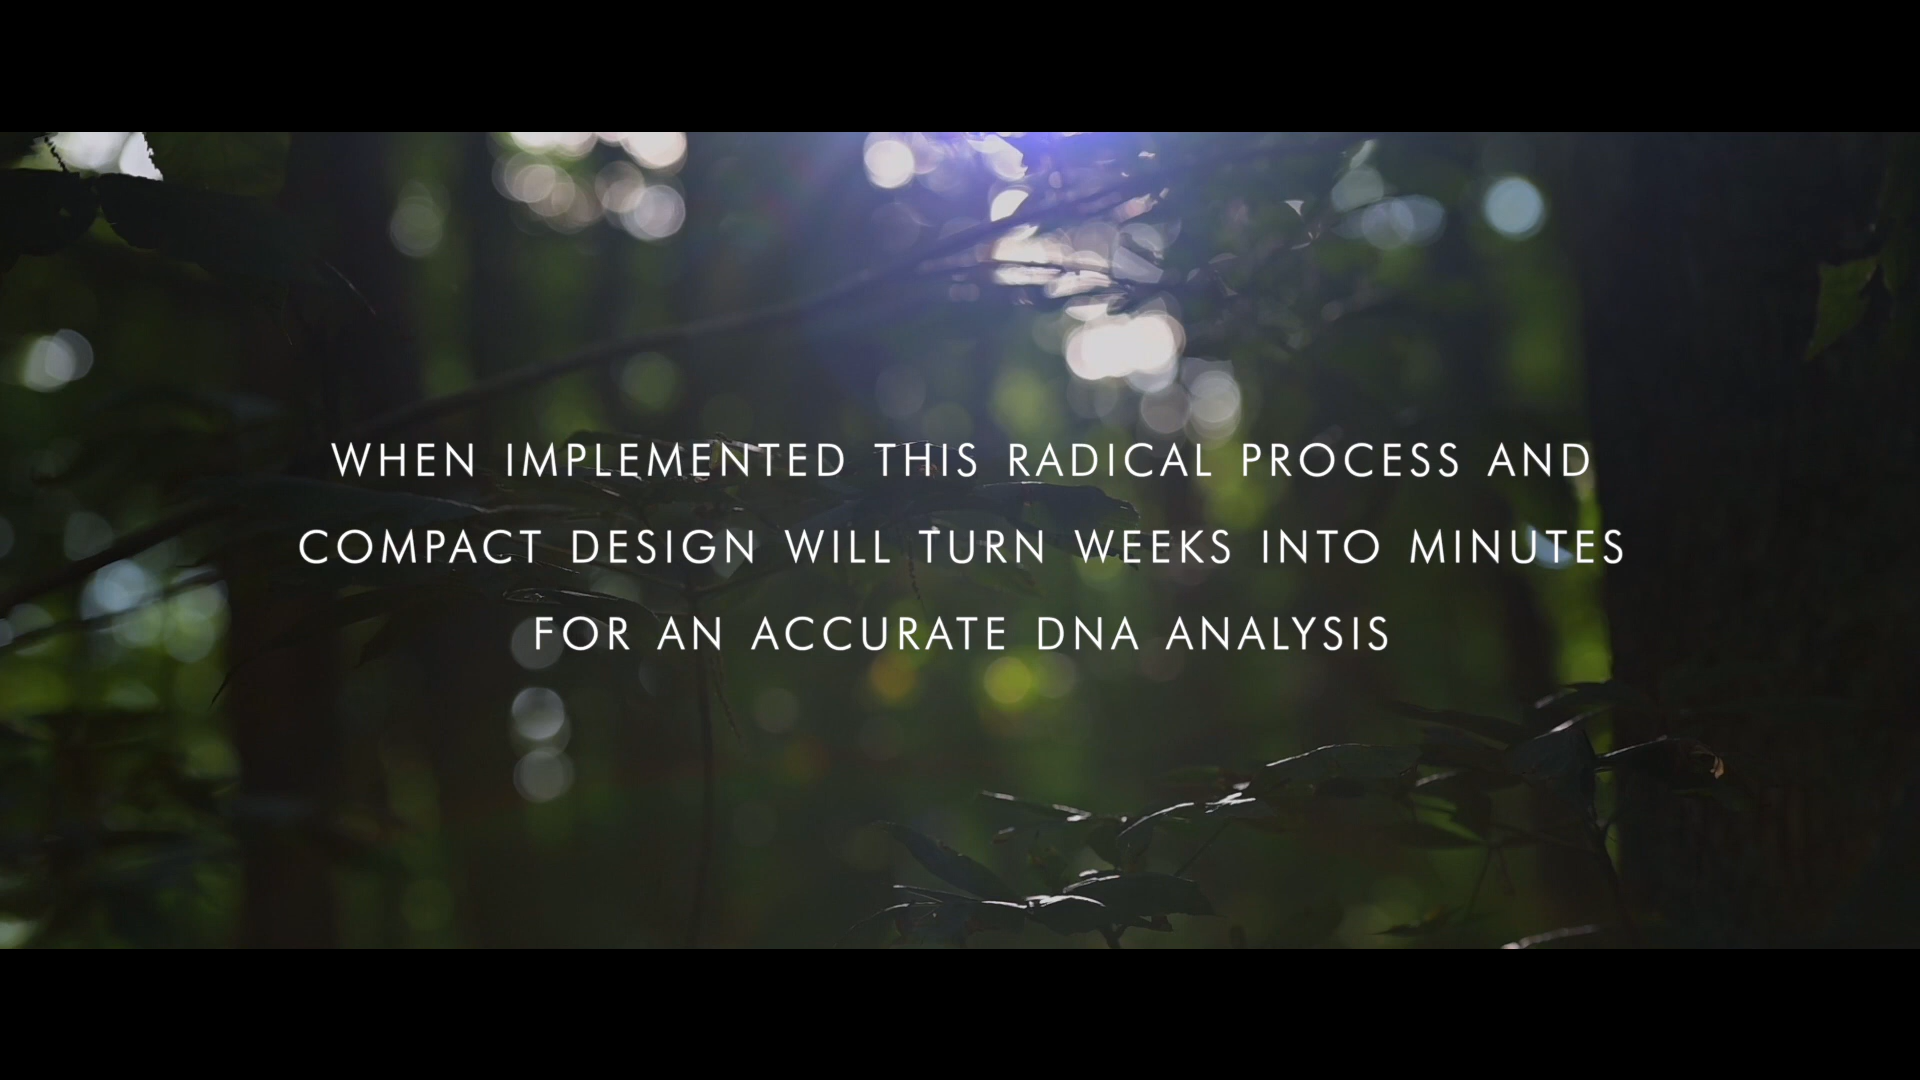 WHEN IMPLEMENTED THIS RADICAL PROCESS AND
COMPACT DESIGN WILL TURN WEEKS INTO MINUTES
FOR AN ACCURATE DNA ANALYSIS